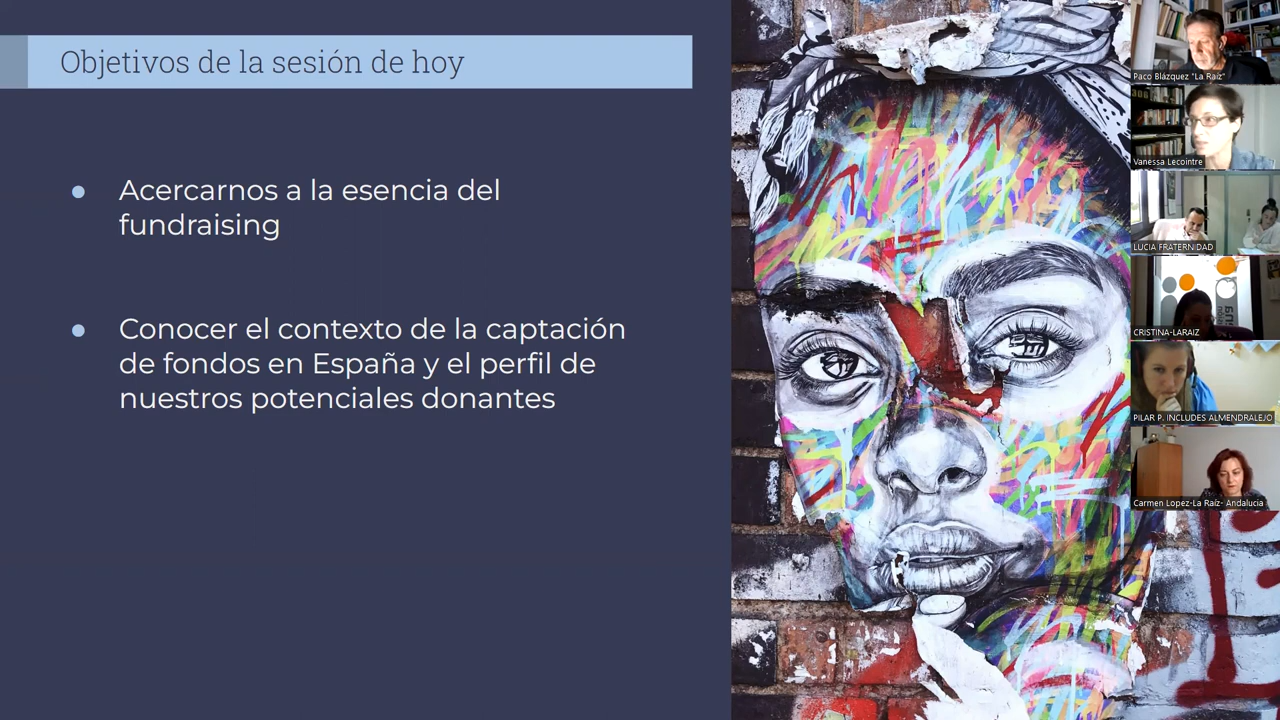 Objetivos de la sesión de hoy
Acercarnos a la esencia del
fundraising
Conocer el contexto de la captación
de fondos en España y el perfil de
nuestros potenciales donantes
Paco Blázquez "La Raiz"
Vanessa Lecointre
LUCIA FRATERNIDAD
CRISTINA-LARAIZ
PILAR P. INCLUDES ALMENDRALEJO
Carmen Lopez-La Raíz- Andalucia